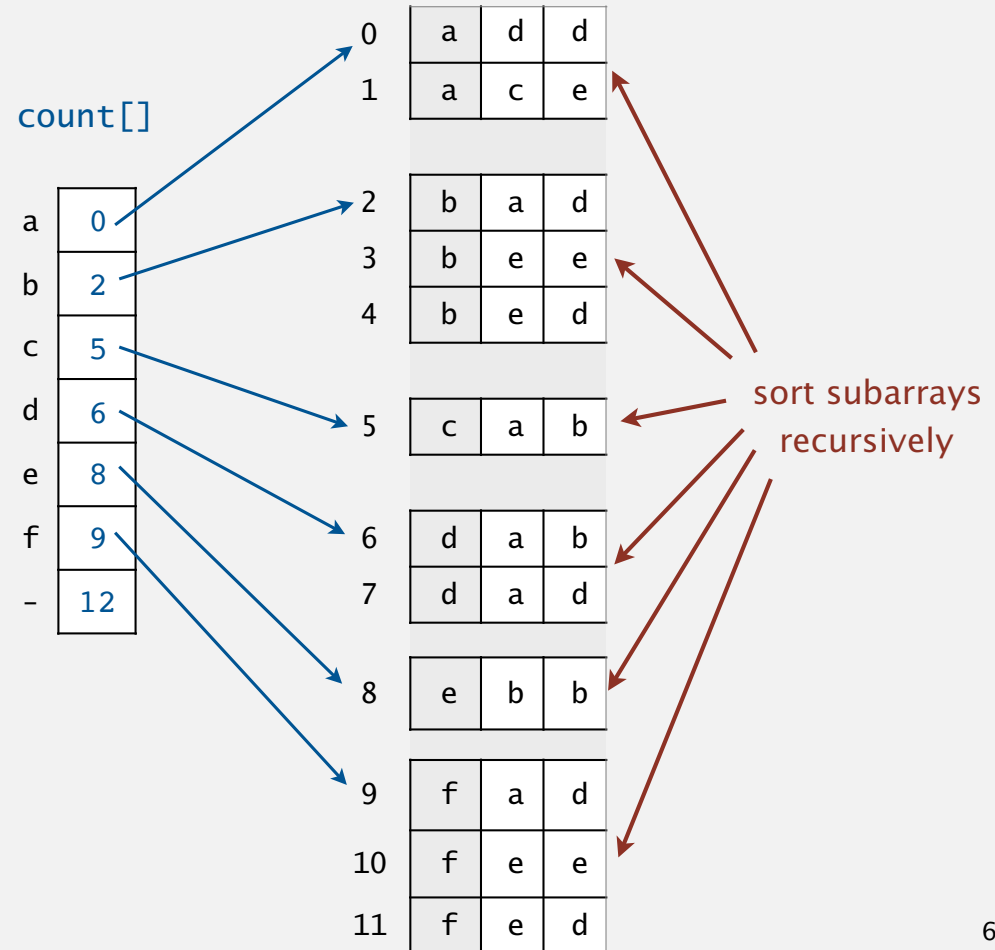 count[]
a 0
b 2
c 5
d 6
e 8
f 9
- 12
0 a d d
1 a c e
2 b a d
3 b e e
4 b e d
5 c a b
6 d a b
7 d a d
8 e b b
9 f a d
10 f e e
11 f e d
sort subarrays
recursively
6